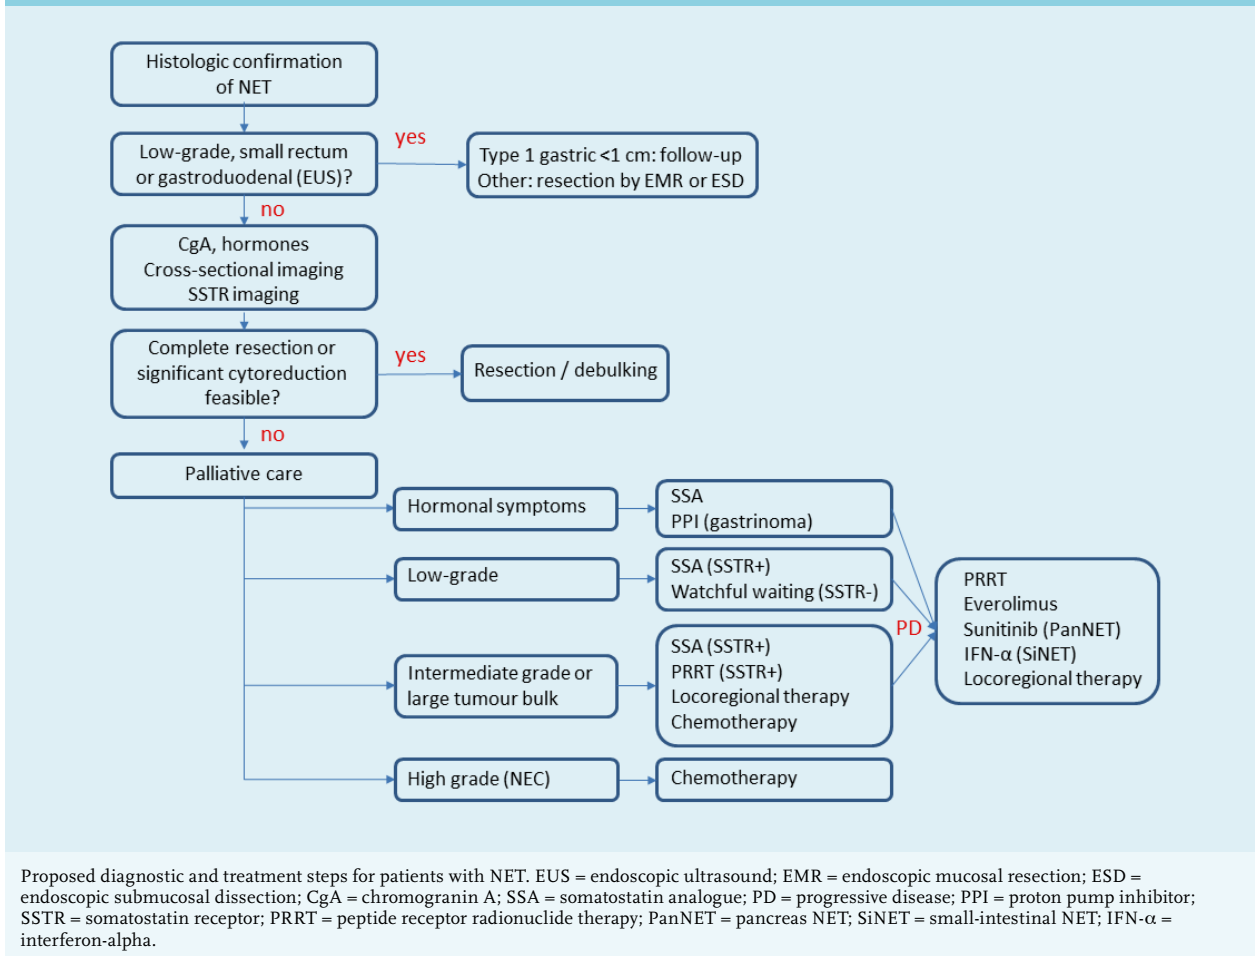 Histologic confirmation
of NET
Low-grade, small rectum
or gastroduodenal (EUS)?
yes
Type 1 gastric <1 cm: follow-up
Other: resection by EMR or ESD
no
CgA, hormones
Cross-sectional imaging
SSTR imaging
Complete resection or
significant cytoreduction
feasible?
yes
Resection / debulking
no
Palliative care
Hormonal symptoms
SSA
PPI (gastrinoma)
Low-grade
SSA (SSTR+)
Watchful waiting (SSTR-)
Intermediate grade or
large tumour bulk
SSA (SSTR+)
PRRT (SSTR+)
Locoregional therapy
Chemotherapy
High grade (NEC)
Chemotherapy
PD
PRRT
Everolimus
Sunitinib (PanNET)
IFN-α (SiNET)
Locoregional therapy
Proposed diagnostic and treatment steps for patients with NET. EUS = endoscopic ultrasound; EMR = endoscopic mucosal resection; ESD =
endoscopic submucosal dissection; CgA = chromogranin A; SSA = somatostatin analogue; PD = progressive disease; PPI = proton pump inhibitor;
SSTR = somatostatin receptor; PRRT = peptide receptor radionuclide therapy; PanNET = pancreas NET; SiNET = small-intestinal NET; IFN-α =
interferon-alpha.